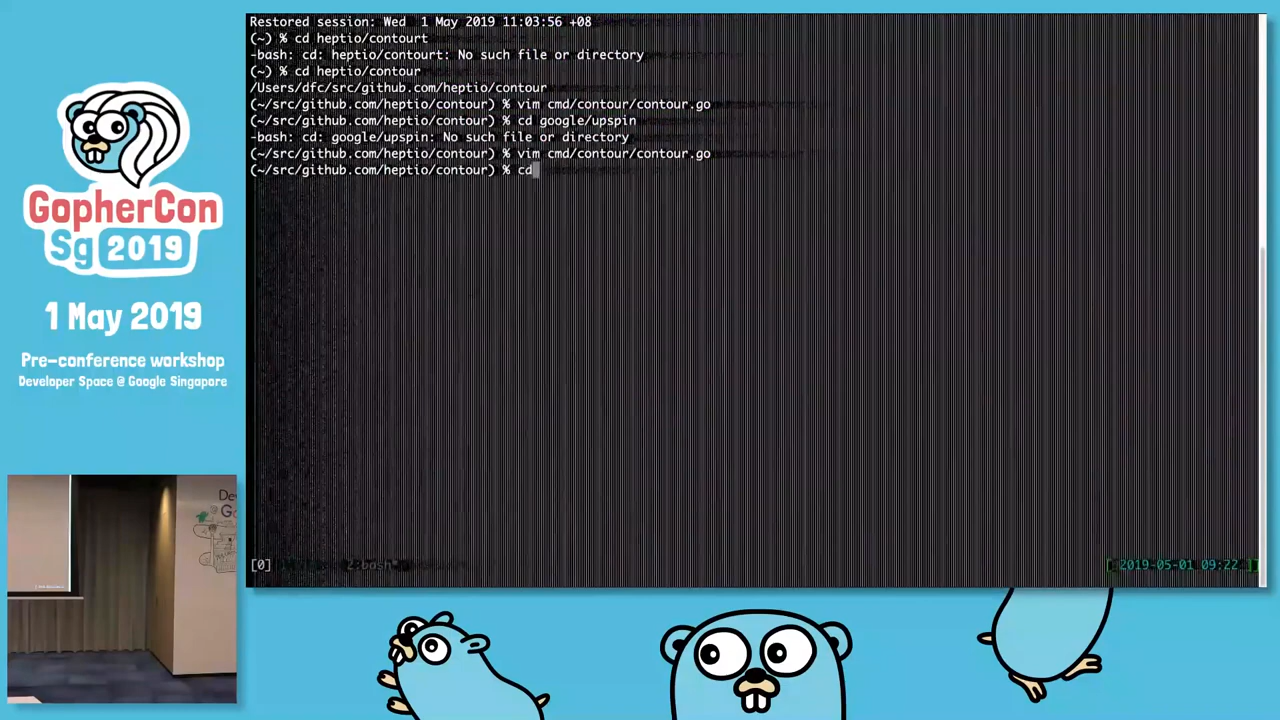 GopherCon
Sg 2019
1 May 2019
Pre-conference workshop
Developer Space @ Google Singapore
Restored session: Wed  1 May 2019 11:03:56 +08
(~) % cd heptio/contourt
-bash: cd: heptio/contourt: No such file or directory
(~) % cd heptio/contour
/Users/dfc/src/github.com/heptio/contour
(~/src/github.com/heptio/contour) % vim cmd/contour/contour.go
(~/src/github.com/heptio/contour) % cd google/upspin
-bash: cd: google/upspin: No such file or directory
(~/src/github.com/heptio/contour) % vim cmd/contour/contour.go
(~/src/github.com/heptio/contour) % cd
[0] 2:bash* [ 2019-05-01 09:22 ]